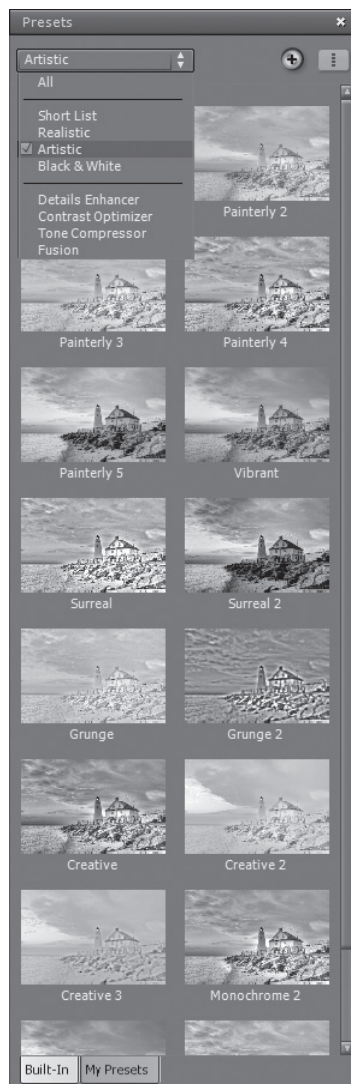 Presets ×
Artistic
All
Short List
Realistic
Artistic
Black & White
Details Enhancer
Contrast Optimizer
Tone Compressor
Fusion
Painterly 2
Painterly 3 Painterly 4
Painterly 5 Vibrant
Surreal Surreal 2
Grunge Grunge 2
Creative Creative 2
Creative 3 Monochrome 2
Built-In My Presets